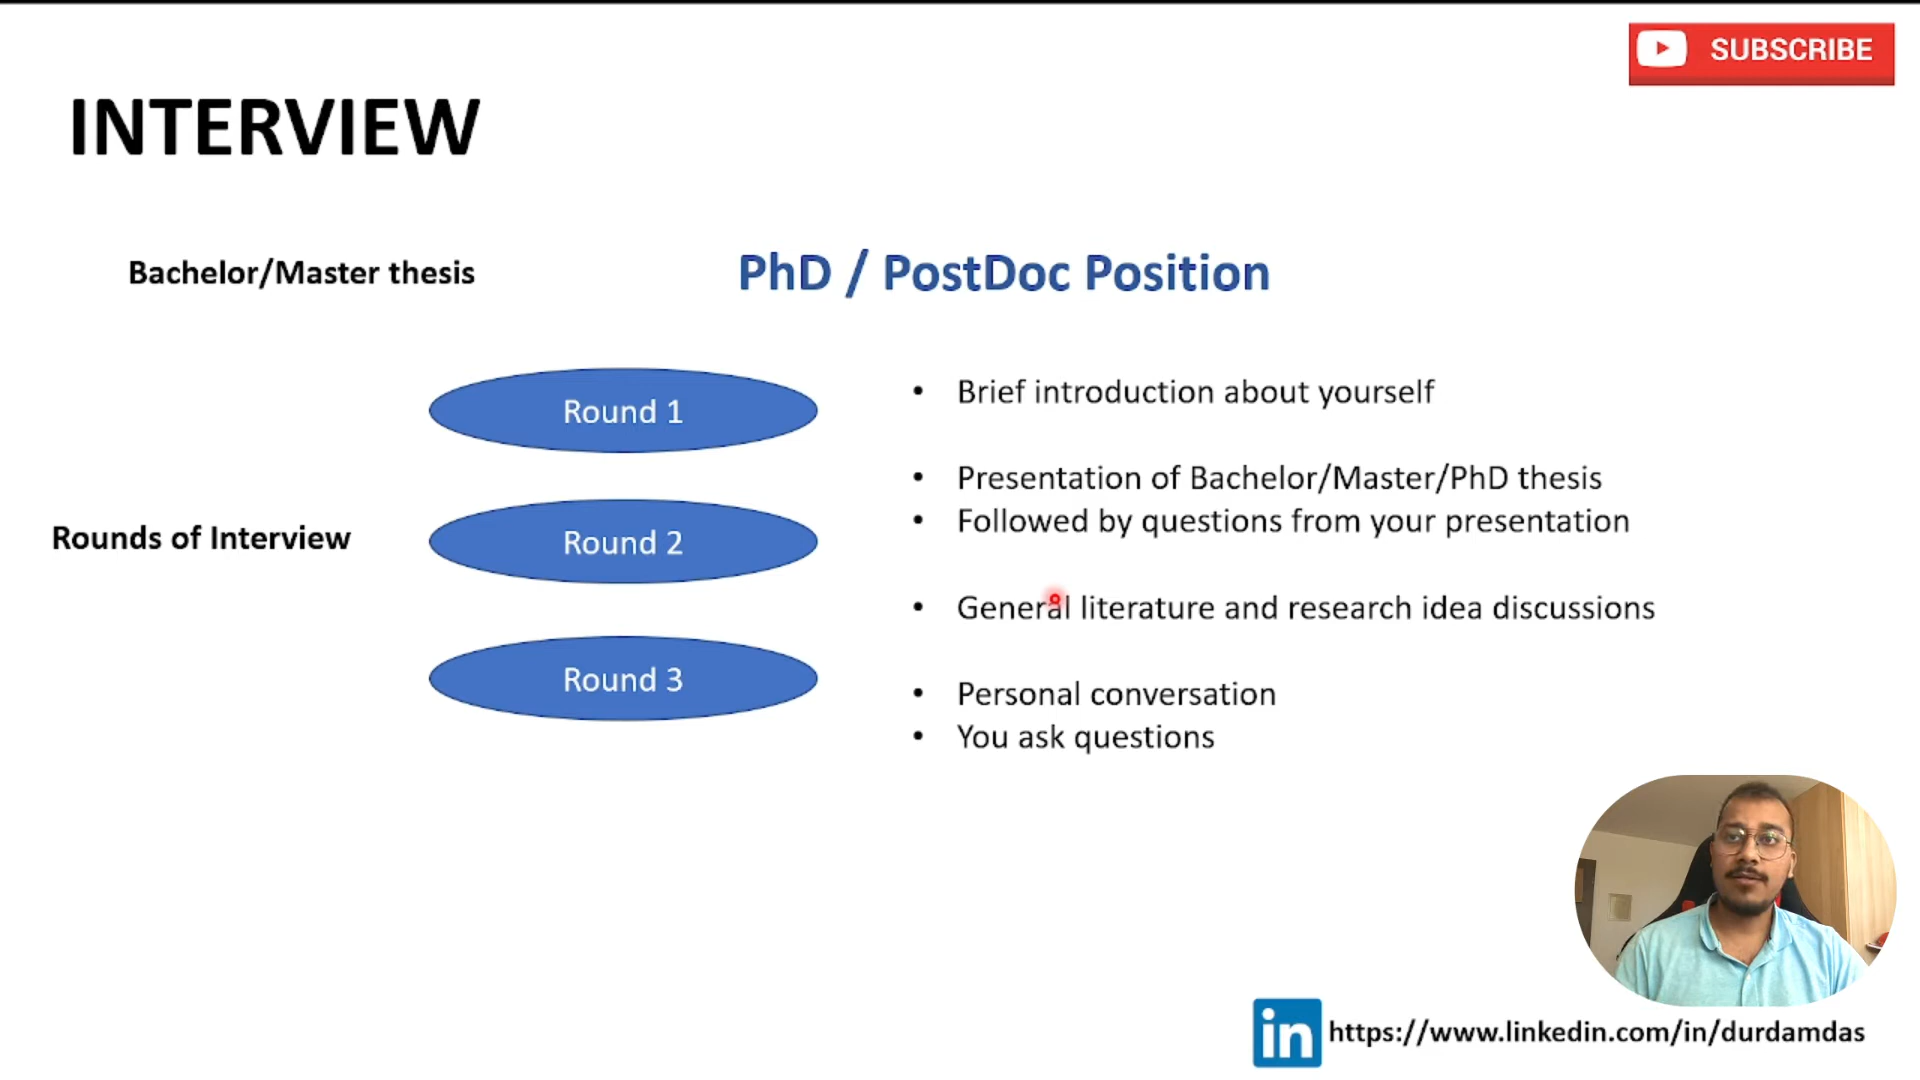 SUBSCRIBE
INTERVIEW
Bachelor/Master thesis
PhD / PostDoc Position
Rounds of Interview
Round 1
Round 2
Round 3
• Brief introduction about yourself
• Presentation of Bachelor/Master/PhD thesis
• Followed by questions from your presentation
• General literature and research idea discussions
• Personal conversation
• You ask questions
in https://www.linkedin.com/in/durdamdas